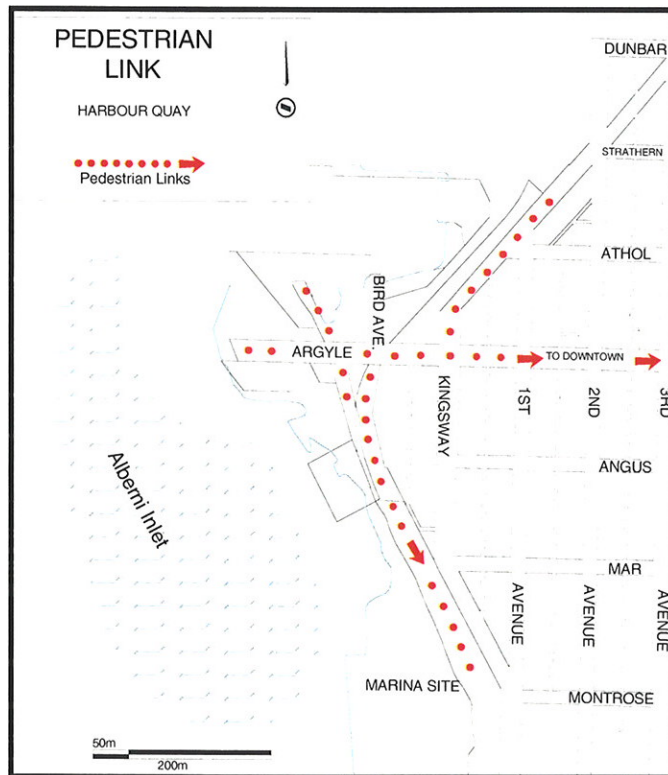 PEDESTRIAN
LINK
HARBOUR QUAY
Pedestrian Links
DUNBAR
STRATHERN
ATHOL
BIRD AVE.
ARGYLE
TO DOWNTOWN
KINGSWAY
1ST
2ND
3RD
ANGUS
Alberni Inlet
MAR
AVENUE
AVENUE
AVENUE
MARINA SITE
MONTROSE
50m
200m